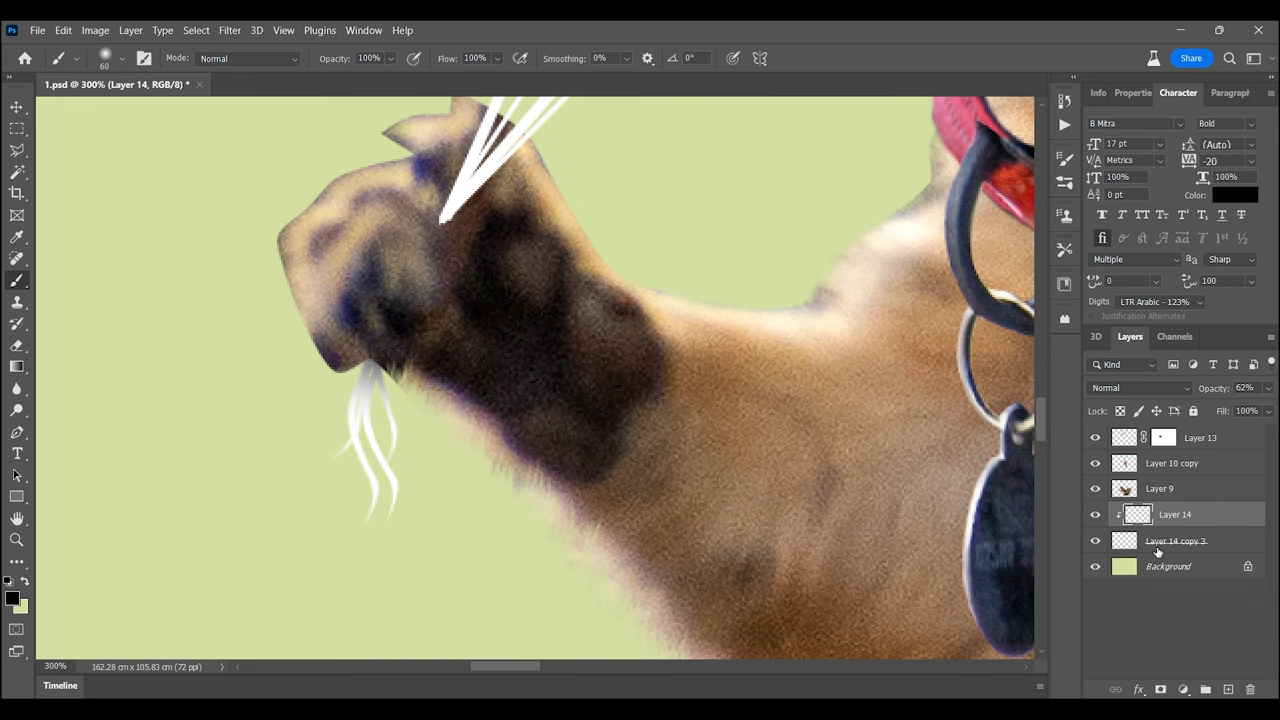 Ps File Edit Image Layer Type Select Filter 3D View Plugins Window Help
60 Mode: Normal Opacity: 100% Flow: 100% Smoothing: 0% 0° Share
1.psd @ 300% (Layer 14, RGB/8) *
Info Propertie Character Paragraph
B Mitra Bold
17 pt (Auto)
Metrics -20
100% 100%
0 pt Color:
Multiple Sharp
0 100
Digits LTR Arabic - 123%
Justification Alternates
3D Layers Channels
Kind
Normal Opacity: 62%
Lock: Fill: 100%
Layer 13
Layer 10 copy
Layer 9
Layer 14
Layer 14 copy 3
Background
300% 162.28 cm x 105.83 cm (72 ppi)
Timeline